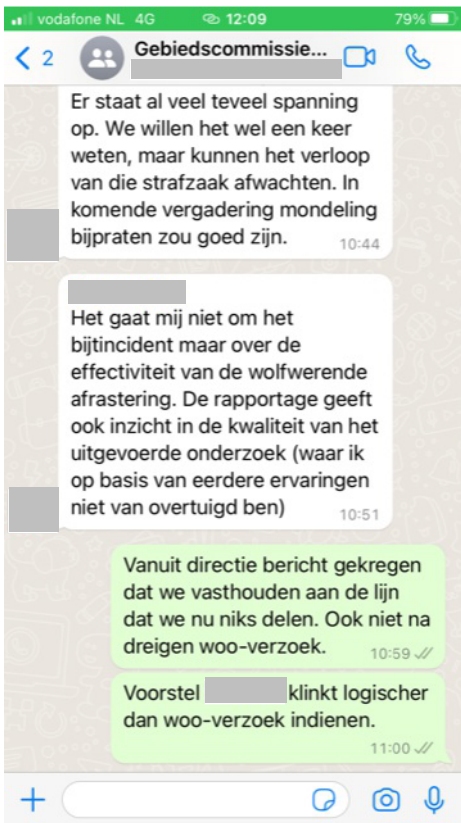 vodafone NL 4G 12:09 79%
2 Gebiedscommissie...
Er staat al veel teveel spanning
op. We willen het wel een keer
weten, maar kunnen het verloop
van die strafzaak afwachten. In
komende vergadering mondeling
bijpraten zou goed zijn. 10:44
Het gaat mij niet om het
bijtincident maar over de
effectiviteit van de wolfwerende
afrastering. De rapportage geeft
ook inzicht in de kwaliteit van het
uitgevoerde onderzoek (waar ik
op basis van eerdere ervaringen
niet van overtuigd ben) 10:51
Vanuit directie bericht gekregen
dat we vasthouden aan de lijn
dat we nu niks delen. Ook niet na
dreigen woo-verzoek. 10:59
Voorstel klinkt logischer
dan woo-verzoek indienen.
11:00